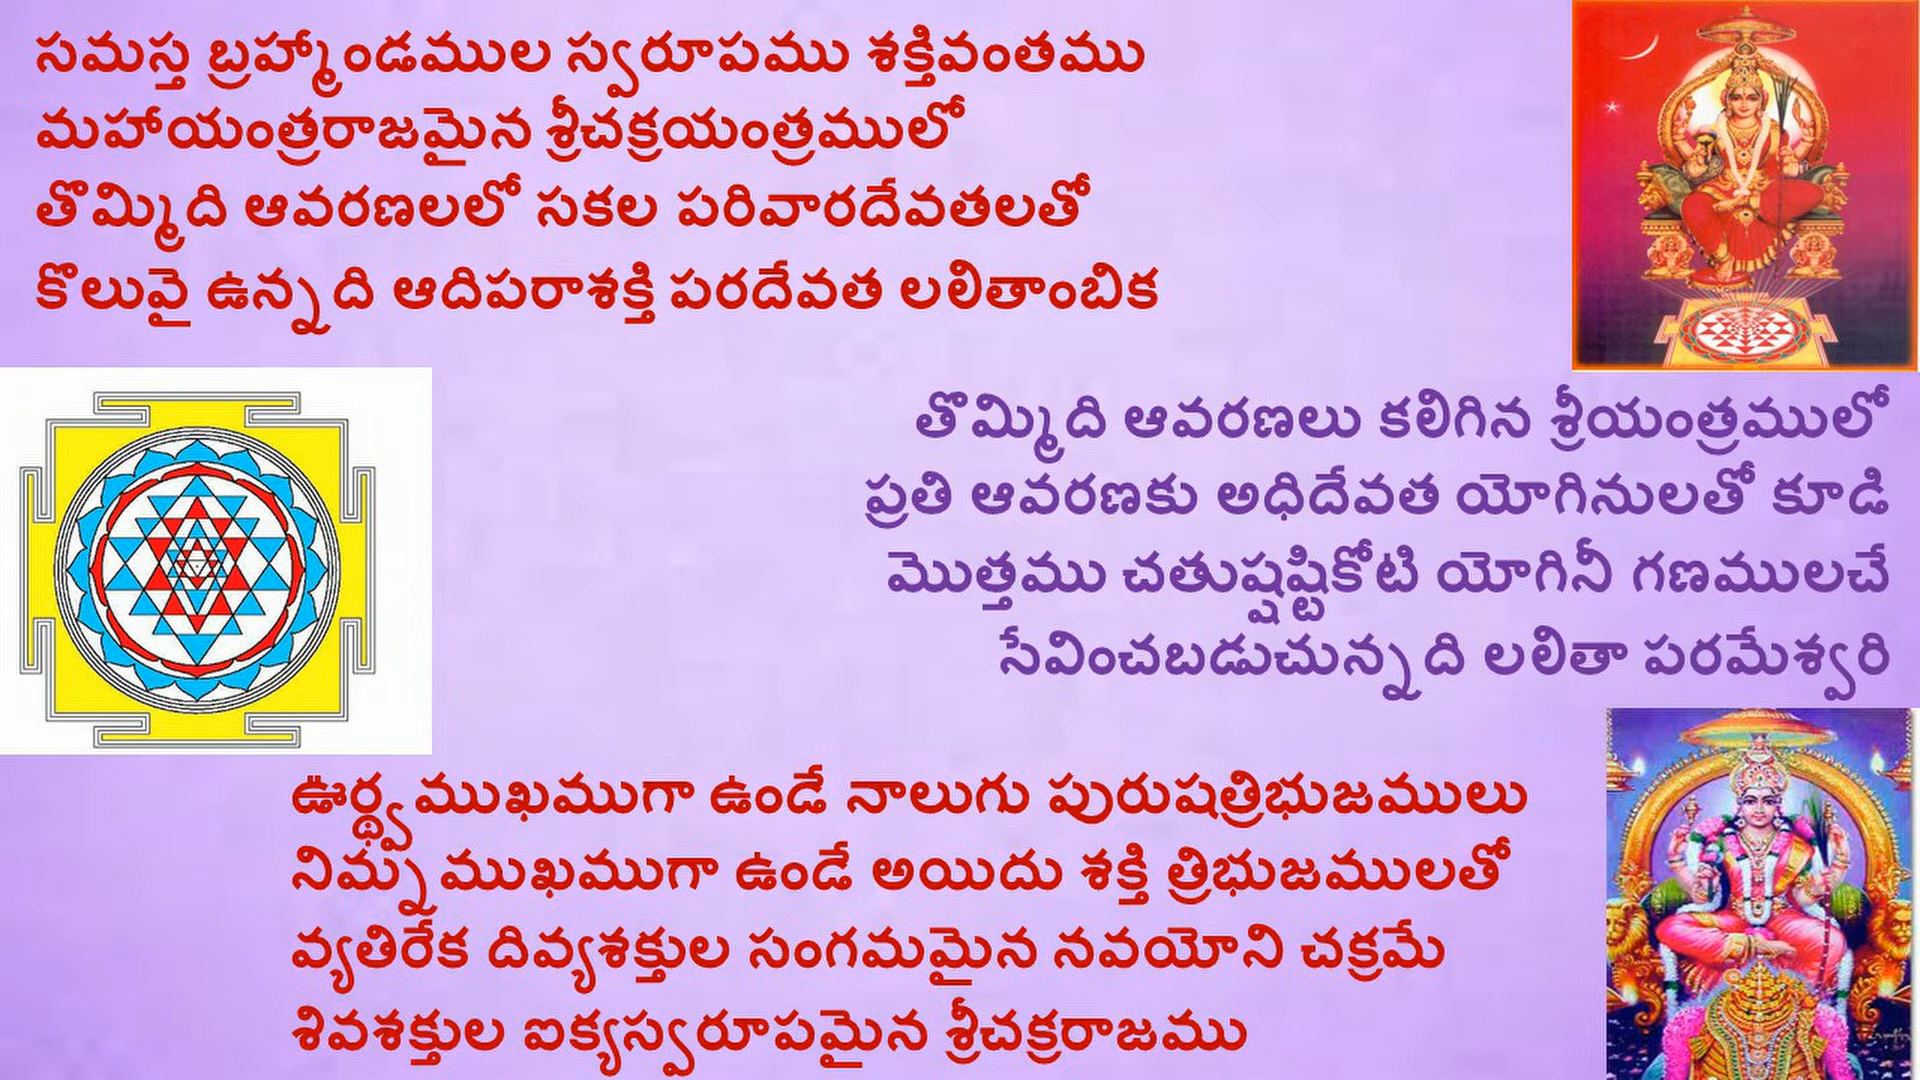 సమస్త బ్రహ్మాండముల స్వరూపము శక్తివంతము
మహాయంత్రరాజమైన శ్రీచక్రయంత్రములో
తొమ్మిది ఆవరణలలో సకల పరివారదేవతలతో
కొలువై ఉన్నది ఆదిపరాశక్తి పరదేవత లలితాంబిక
తొమ్మిది ఆవరణలు కలిగిన శ్రీయంత్రములో
ప్రతి ఆవరణకు అధిదేవత యోగినులతో కూడి
మొత్తము చతుష్షష్టికోటి యోగినీ గణములచే
సేవించబడుచున్నది లలితా పరమేశ్వరి
ఊర్థ్వముఖముగా ఉండే నాలుగు పురుషత్రిభుజములు
నిమ్నముఖముగా ఉండే అయిదు శక్తి త్రిభుజములతో
వ్యతిరేక దివ్యశక్తుల సంగమమైన నవయోని చక్రమే
శివశక్తుల ఐక్యస్వరూపమైన శ్రీచక్రరాజము